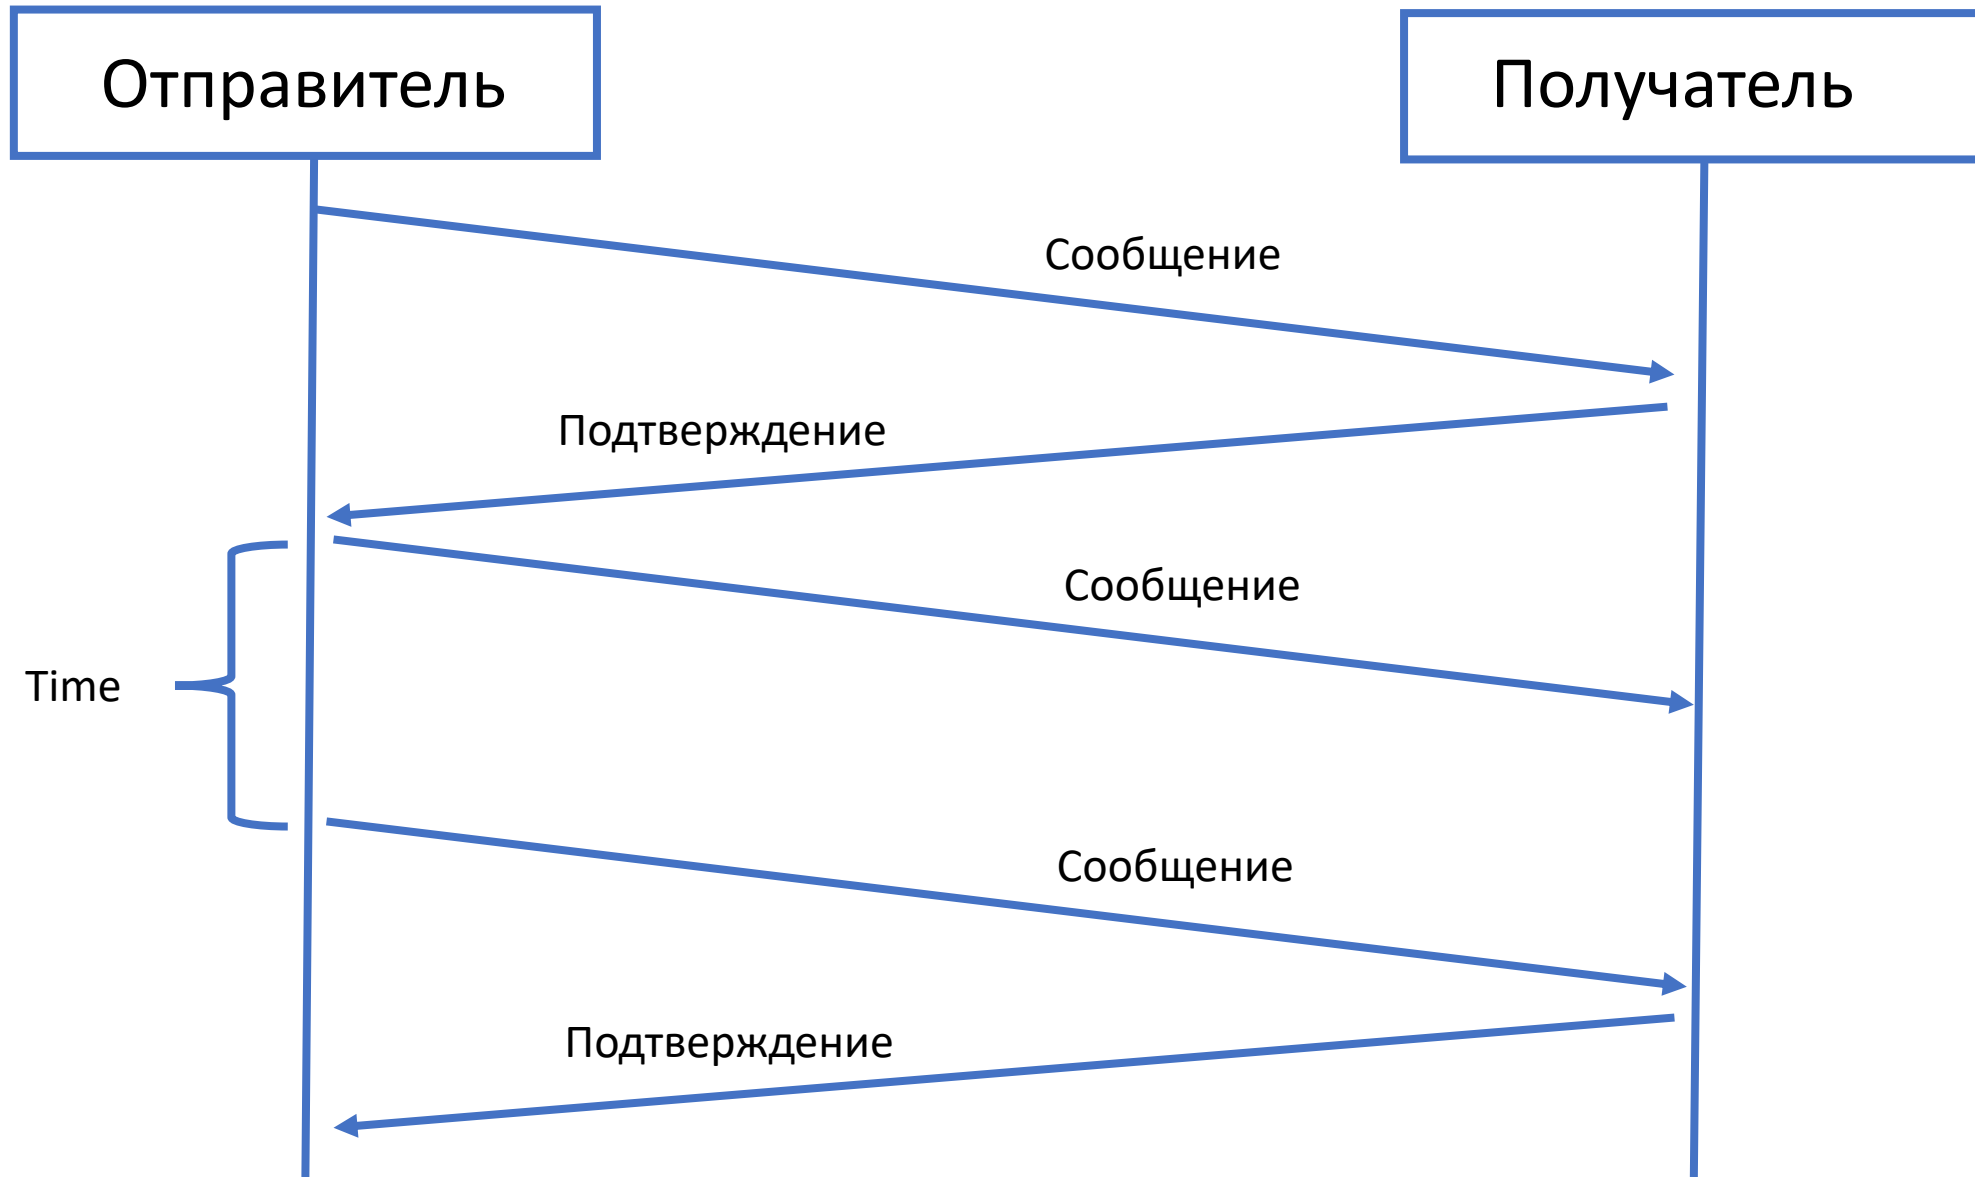 Отправитель
Получатель
Сообщение
Подтверждение
Сообщение
Time
Сообщение
Подтверждение